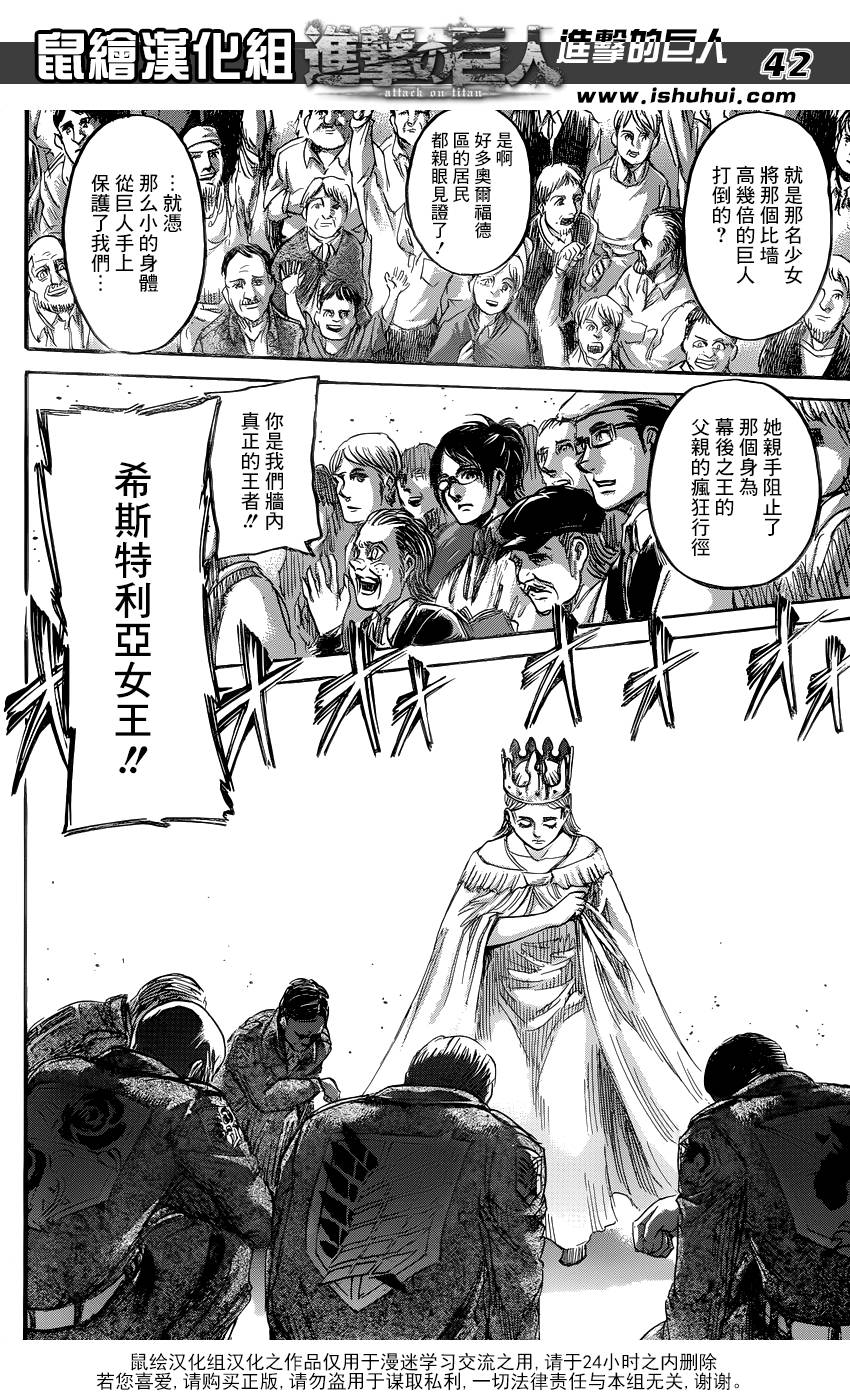 鼠繪漢化組
進撃の巨人
attack on titan
進擊的巨人
42
www.ishuhui.com
就是那名少女
將那個比墙
高幾倍的巨人
打倒的？
是啊
好多奧爾福德
區的居民
都親眼見證了！
…就憑
那么小的身體
從巨人手上
保護了我們…
她親手阻止了
那個身為
幕後之王的
父親的瘋狂行徑
你是我們牆內
真正的王者!!
希斯特利亞女王!!
鼠绘汉化组汉化之作品仅用于漫迷学习交流之用,请于24小时之内删除
若您喜爱,请购买正版,请勿盗用于谋取私利,一切法律责任与本组无关,谢谢.